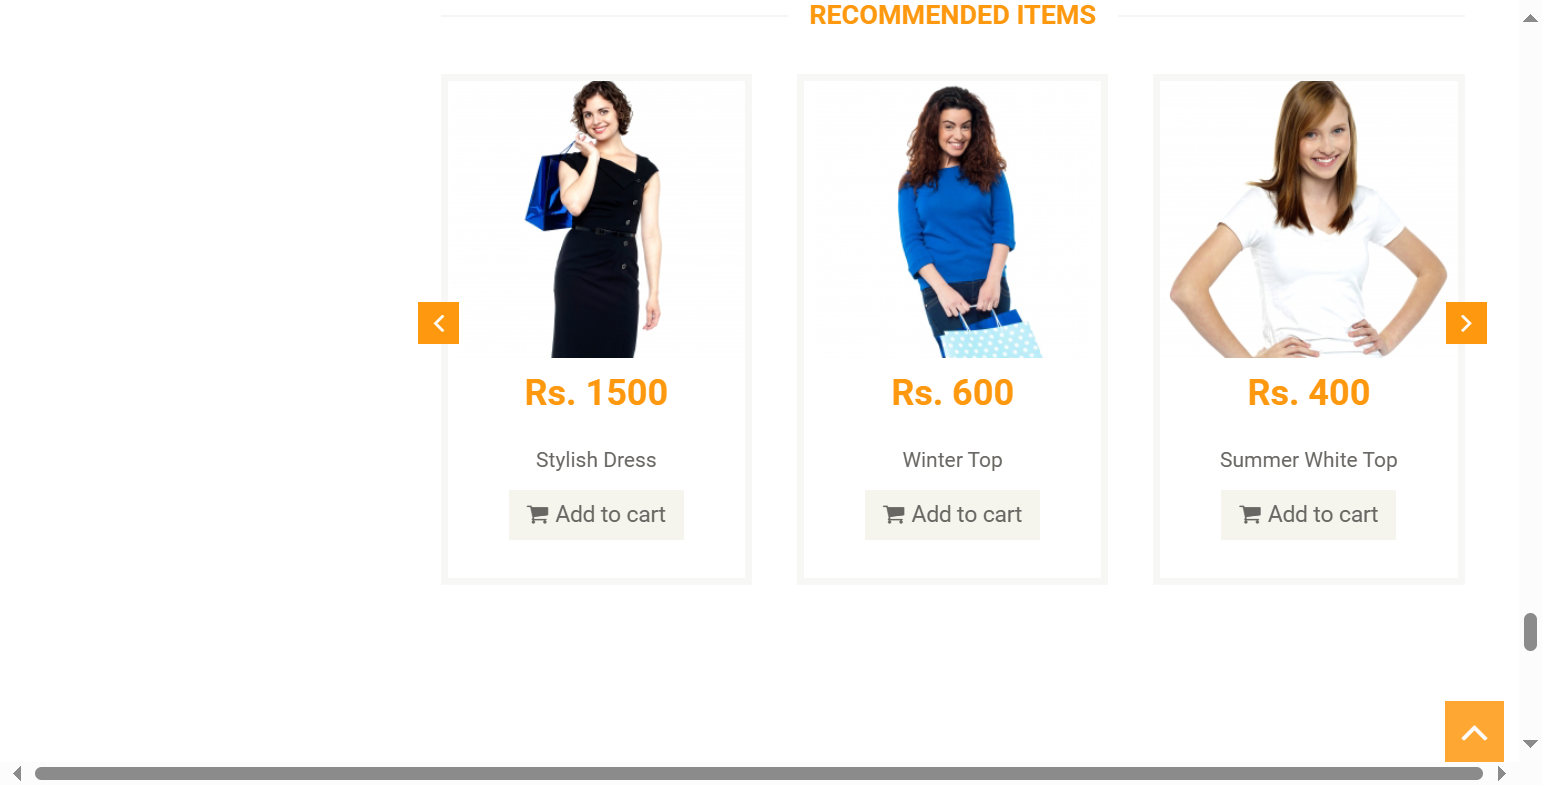 RECOMMENDED ITEMS
Rs. 1500
Stylish Dress
Add to cart
Rs. 600
Winter Top
Add to cart
Rs. 400
Summer White Top
Add to cart